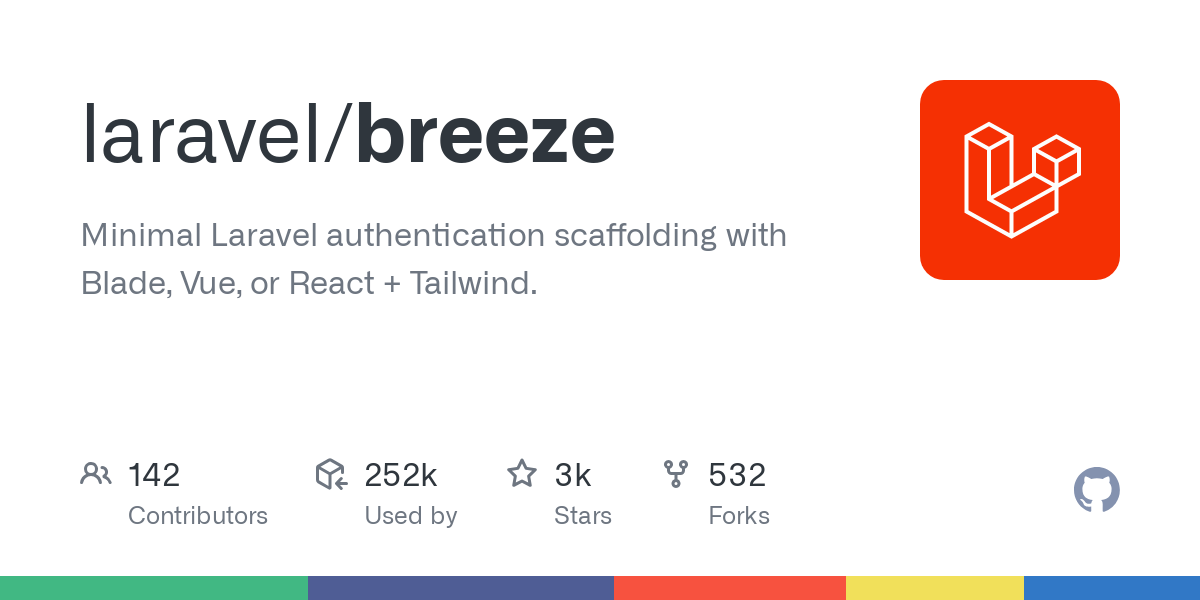 laravel/breeze
Minimal Laravel authentication scaffolding with
Blade, Vue, or React + Tailwind.
142
Contributors
252k
Used by
3k
Stars
532
Forks